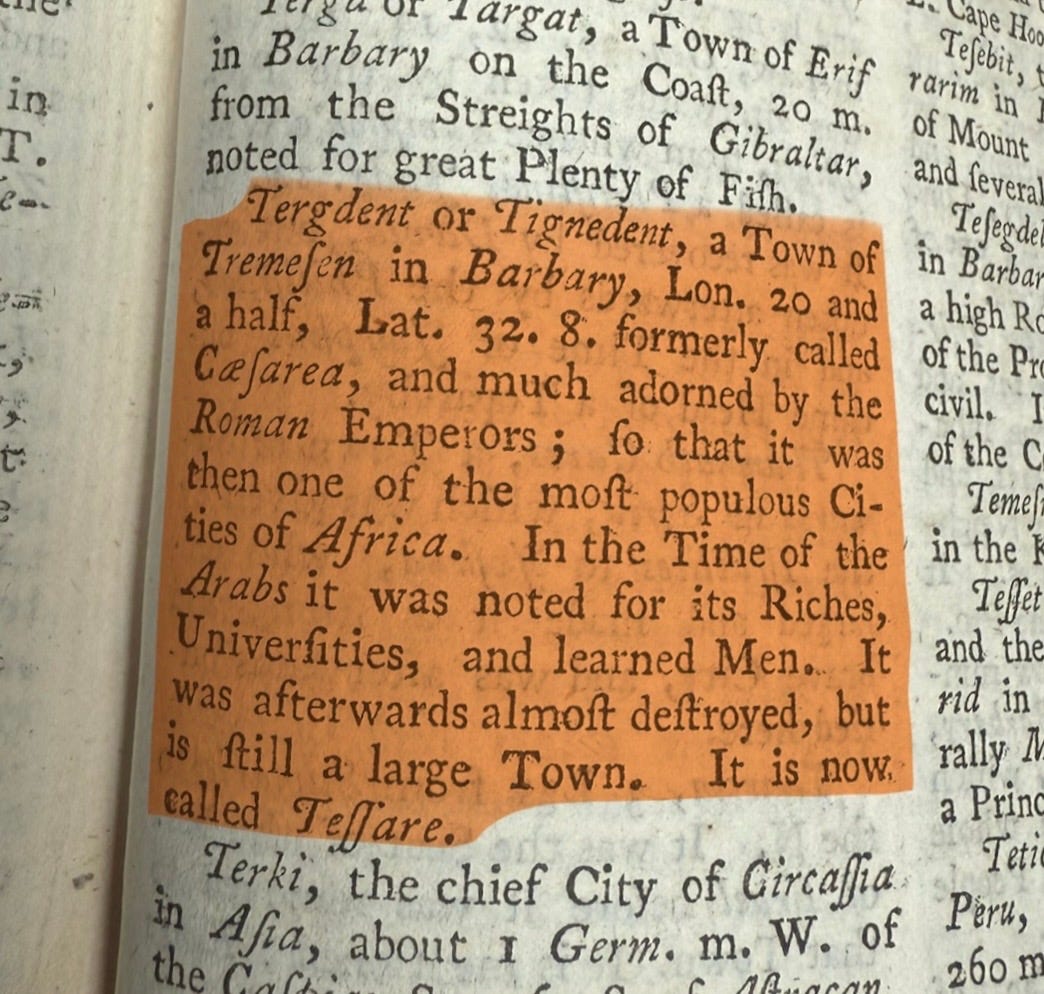 in
T.
Terga or Targat, a Town of Erif
in Barbary on the Coaſt, 20 m.
from the Streights of Gibraltar,
noted for great Plenty of Fiſh.
Tergdent or Tignedent, a Town of
Tremeſen in Barbary, Lon. 20 and
a half, Lat. 32. 8. formerly called
Cæſarea, and much adorned by the
Roman Emperors; ſo that it was
then one of the moſt populous Ci-
ties of Africa. In the Time of the
Arabs it was noted for its Riches,
Univerſities, and learned Men. It
was afterwards almoſt deſtroyed, but
is ſtill a large Town. It is now
called Teſſare.
Terki, the chief City of Circaſſia
in Aſia, about 1 Germ. m. W. of
the
Cape Hoo
Teſebit,
rarim in
of Mount
and ſeveral
Teſegdel
in Barbar
a high Ro
of the Pro
civil. I
of the C
Temeſ
in the
Teſſet
and the
rid in
rally M
a Princ
Peru,
260 m